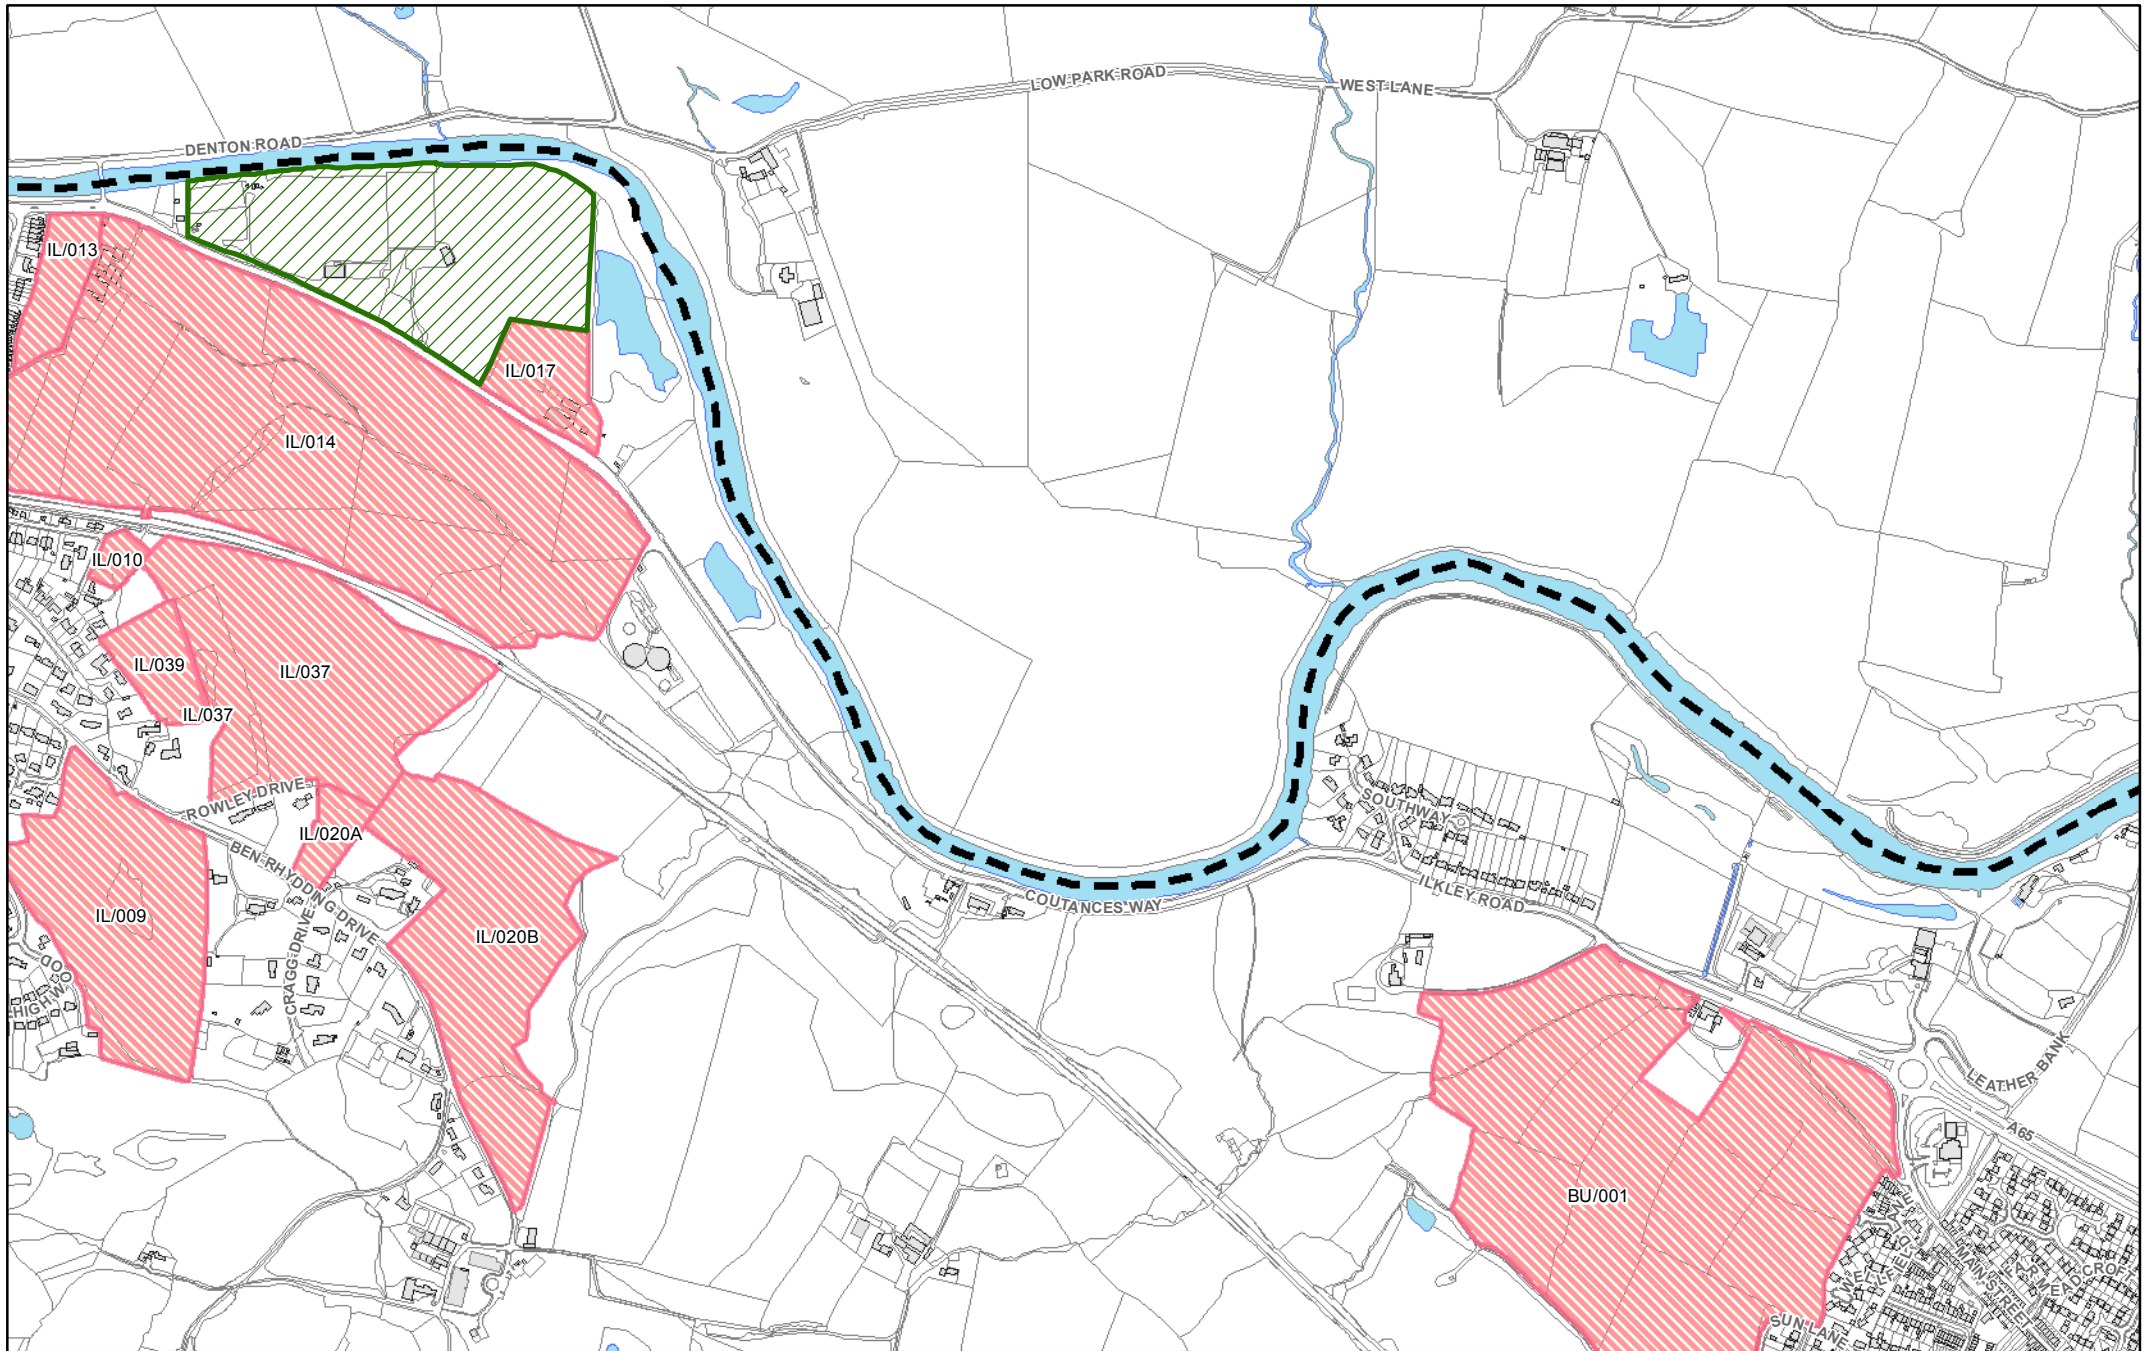 LOW PARK ROAD
WEST LANE
DENTON ROAD
IL/013
IL/017
IL/014
IL/010
IL/039
IL/037
IL/037
ROWLEY DRIVE
SOUTHWAY
IL/020A
BEN RHYDDING DRIVE
ILKLEY ROAD
COUTANCES WAY
IL/009
IL/020B
CRAGG DRIVE
HIGH WOOD
LEATHER BANK
A65
BU/001
MAIN STREET
SUN LANE